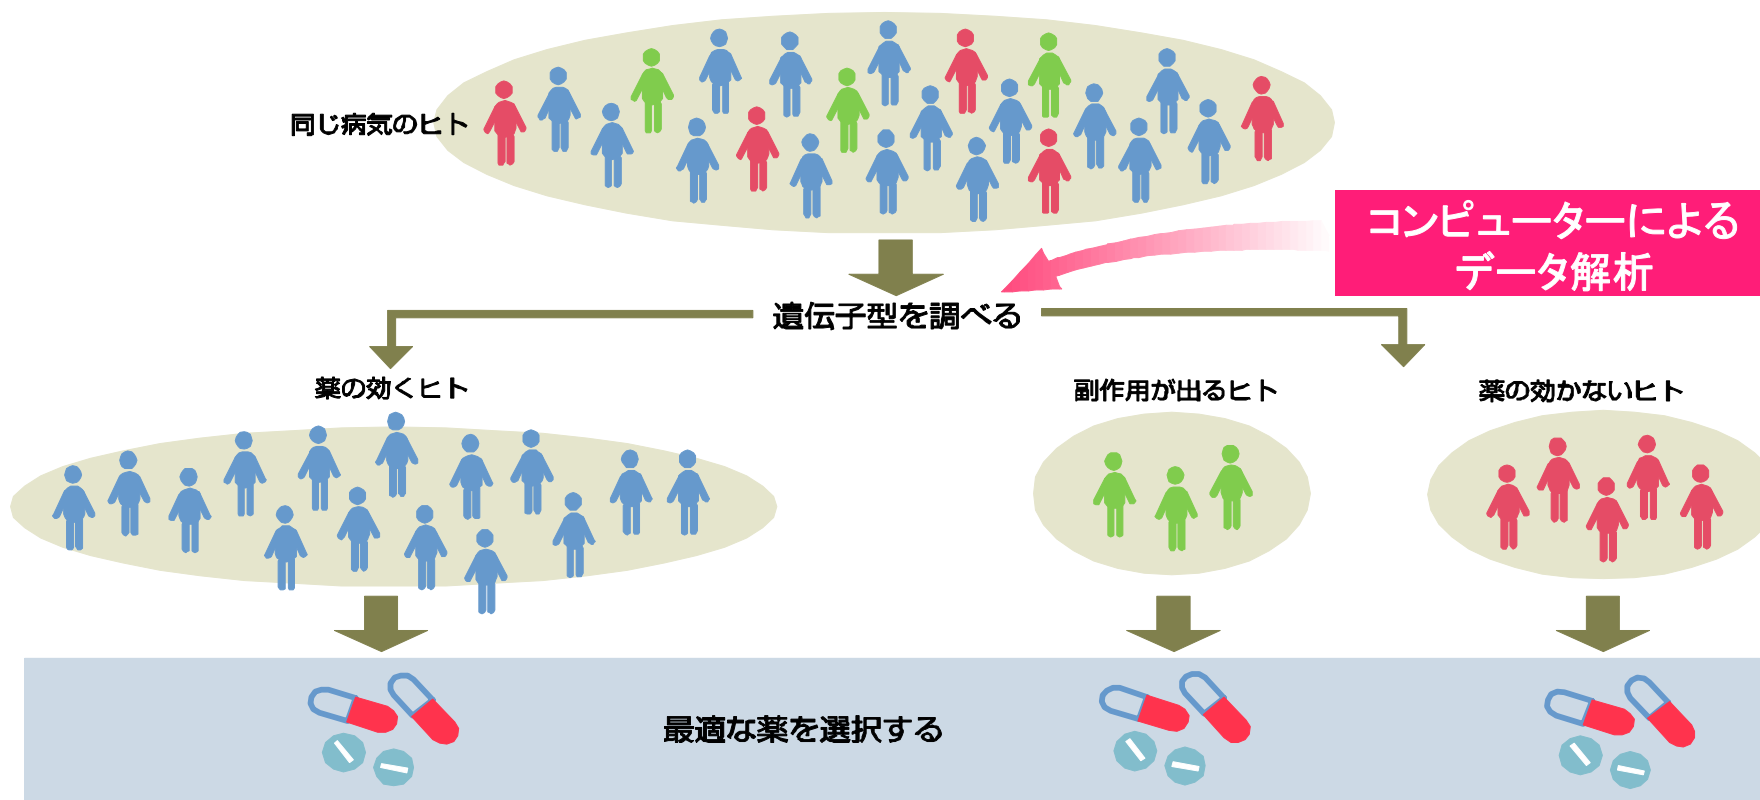 同じ病気のヒト
コンピューターによる
データ解析
遺伝子型を調べる
薬の効くヒト
副作用が出るヒト
薬の効かないヒト
最適な薬を選択する